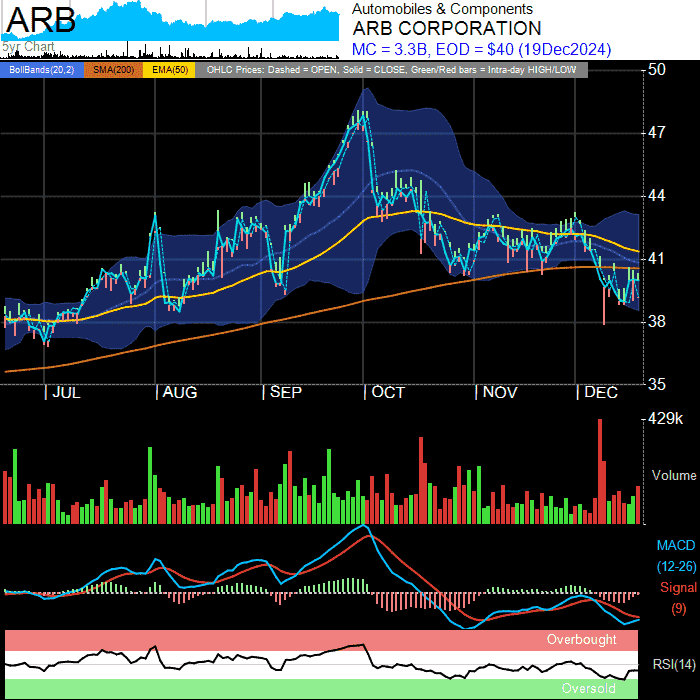 ARB
5yr Chart
Automobiles & Components
ARB CORPORATION
MC = 3.3B, EOD = $40 (19Dec2024)
BollBands(20,2) SMA(200) EMA(50) OHLC Prices: Dashed = OPEN, Solid = CLOSE, Green/Red bars = Intra-day HIGH/LOW
50
47
44
41
38
35
| JUL | AUG | SEP | OCT | NOV | DEC
429k
Volume
MACD
(12-26)
Signal
(9)
Overbought
RSI(14)
Oversold